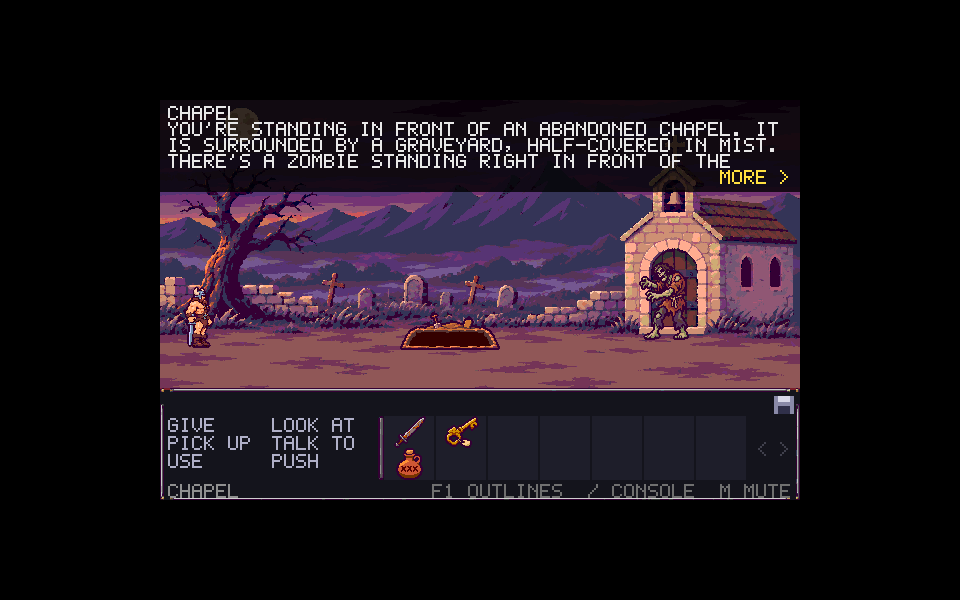 CHAPEL
YOU'RE STANDING IN FRONT OF AN ABANDONED CHAPEL. IT
IS SURROUNDED BY A GRAVEYARD, HALF-COVERED IN MIST.
THERE'S A ZOMBIE STANDING RIGHT IN FRONT OF THE
MORE >
GIVE LOOK AT
PICK UP TALK TO
USE PUSH
XXX
< >
CHAPEL F1 OUTLINES / CONSOLE M MUTE